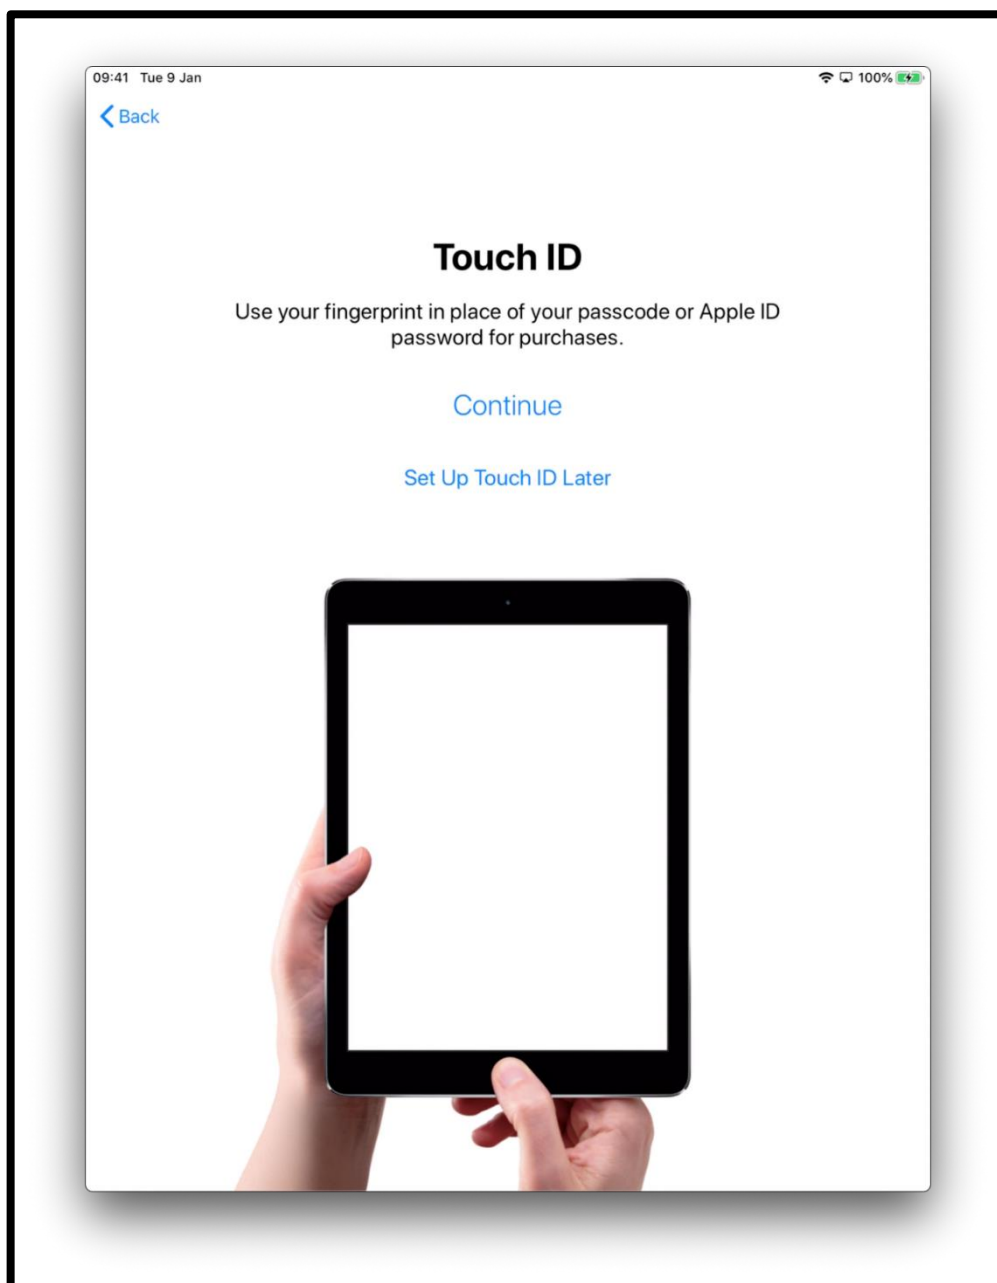 09:41 Tue 9 Jan 100%
Back
Touch ID
Use your fingerprint in place of your passcode or Apple ID
password for purchases.
Continue
Set Up Touch ID Later